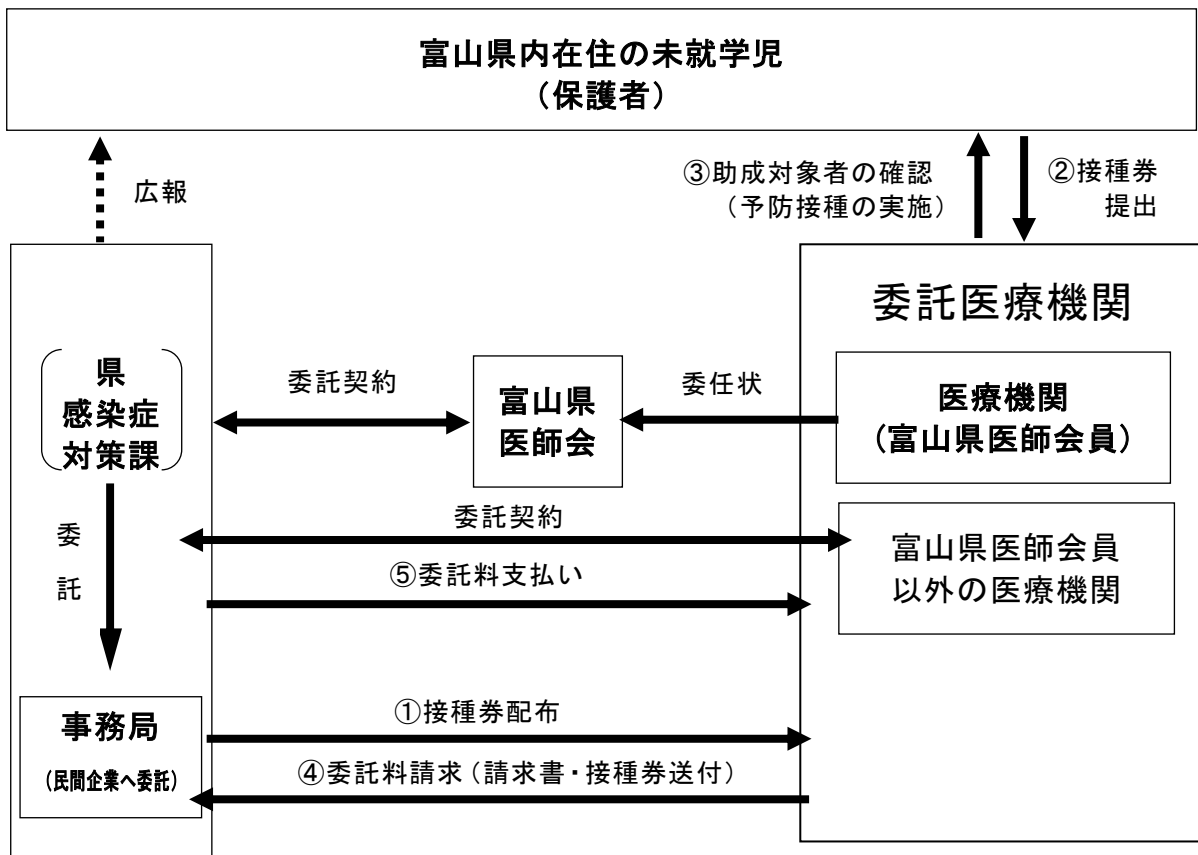 富山県内在住の未就学児
(保護者)
広報
③助成対象者の確認
(予防接種の実施)
②接種券
提出
県
感染症
対策課
委託契約
富山県
医師会
委任状
委託医療機関
医療機関
(富山県医師会員)
委
託
委託契約
富山県医師会員
以外の医療機関
⑤委託料支払い
事務局
(民間企業へ委託)
①接種券配布
④委託料請求(請求書・接種券送付)